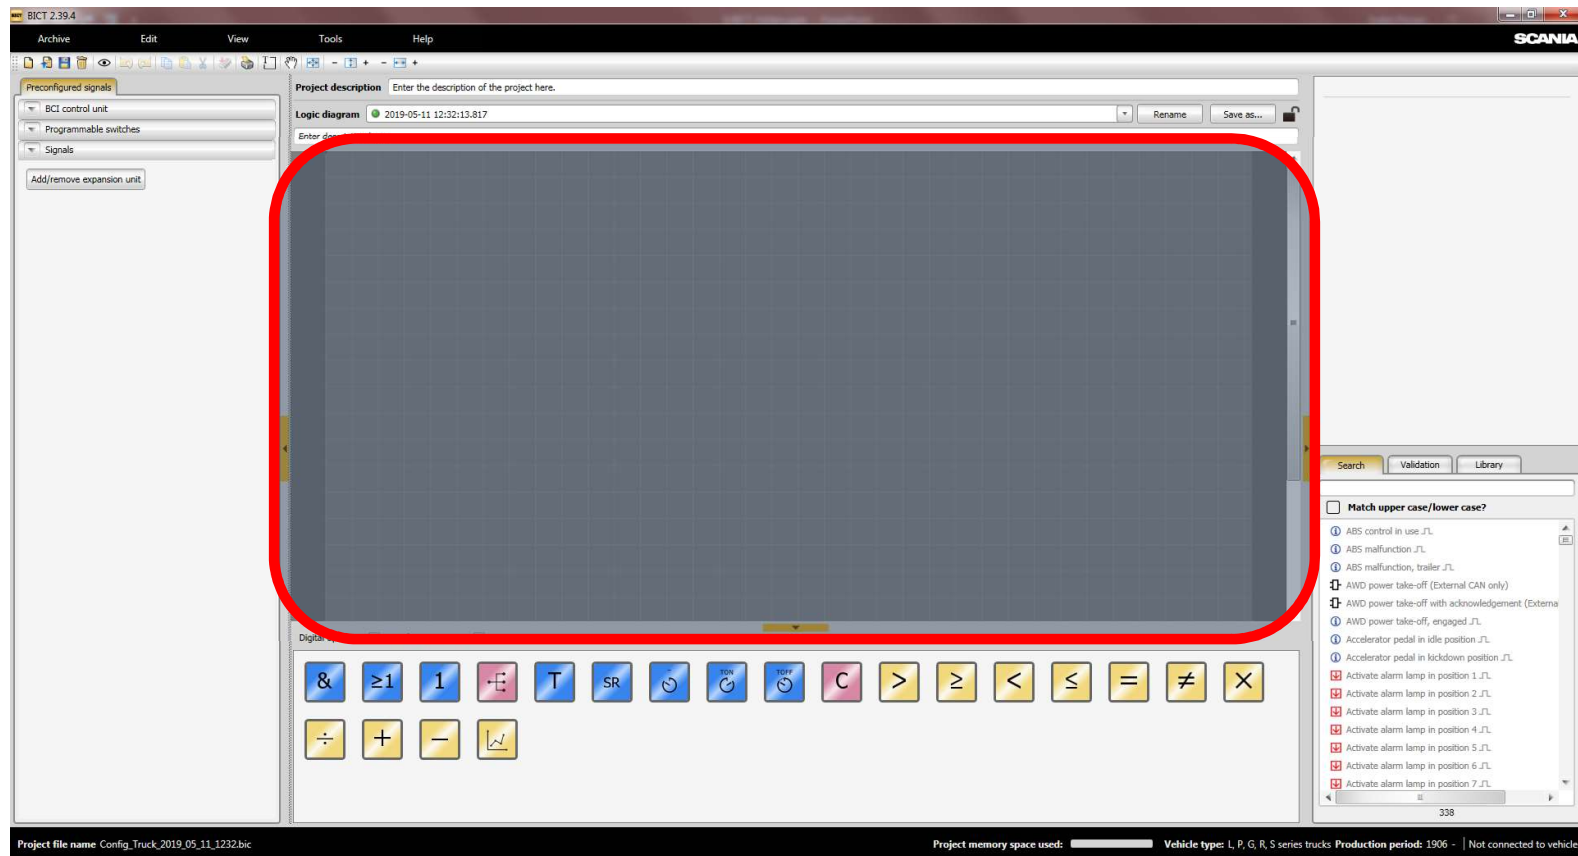 BICT 2.39.4
Archive Edit View Tools Help
SCANIA
Preconfigured signals
BCI control unit
Programmable switches
Signals
Add/remove expansion unit
Project description Enter the description of the project here.
Logic diagram 2019-05-11 12:32:13.817 Rename Save as...
Enter
Digital
& ≥1 1 T SR TON TOFF C > ≥ < ≤ = ≠ ×
÷ + −
Search Validation Library
Match upper case/lower case?
ABS control in use
ABS malfunction
ABS malfunction, trailer
AWD power take-off (External CAN only)
AWD power take-off with acknowledgement (Externa
AWD power take-off, engaged
Accelerator pedal in idle position
Accelerator pedal in kickdown position
Activate alarm lamp in position 1
Activate alarm lamp in position 2
Activate alarm lamp in position 3
Activate alarm lamp in position 4
Activate alarm lamp in position 5
Activate alarm lamp in position 6
Activate alarm lamp in position 7
338
Project file name Config_Truck_2019_05_11_1232.bic Project memory space used: Vehicle type: L, P, G, R, S series trucks Production period: 1906 - Not connected to vehicle